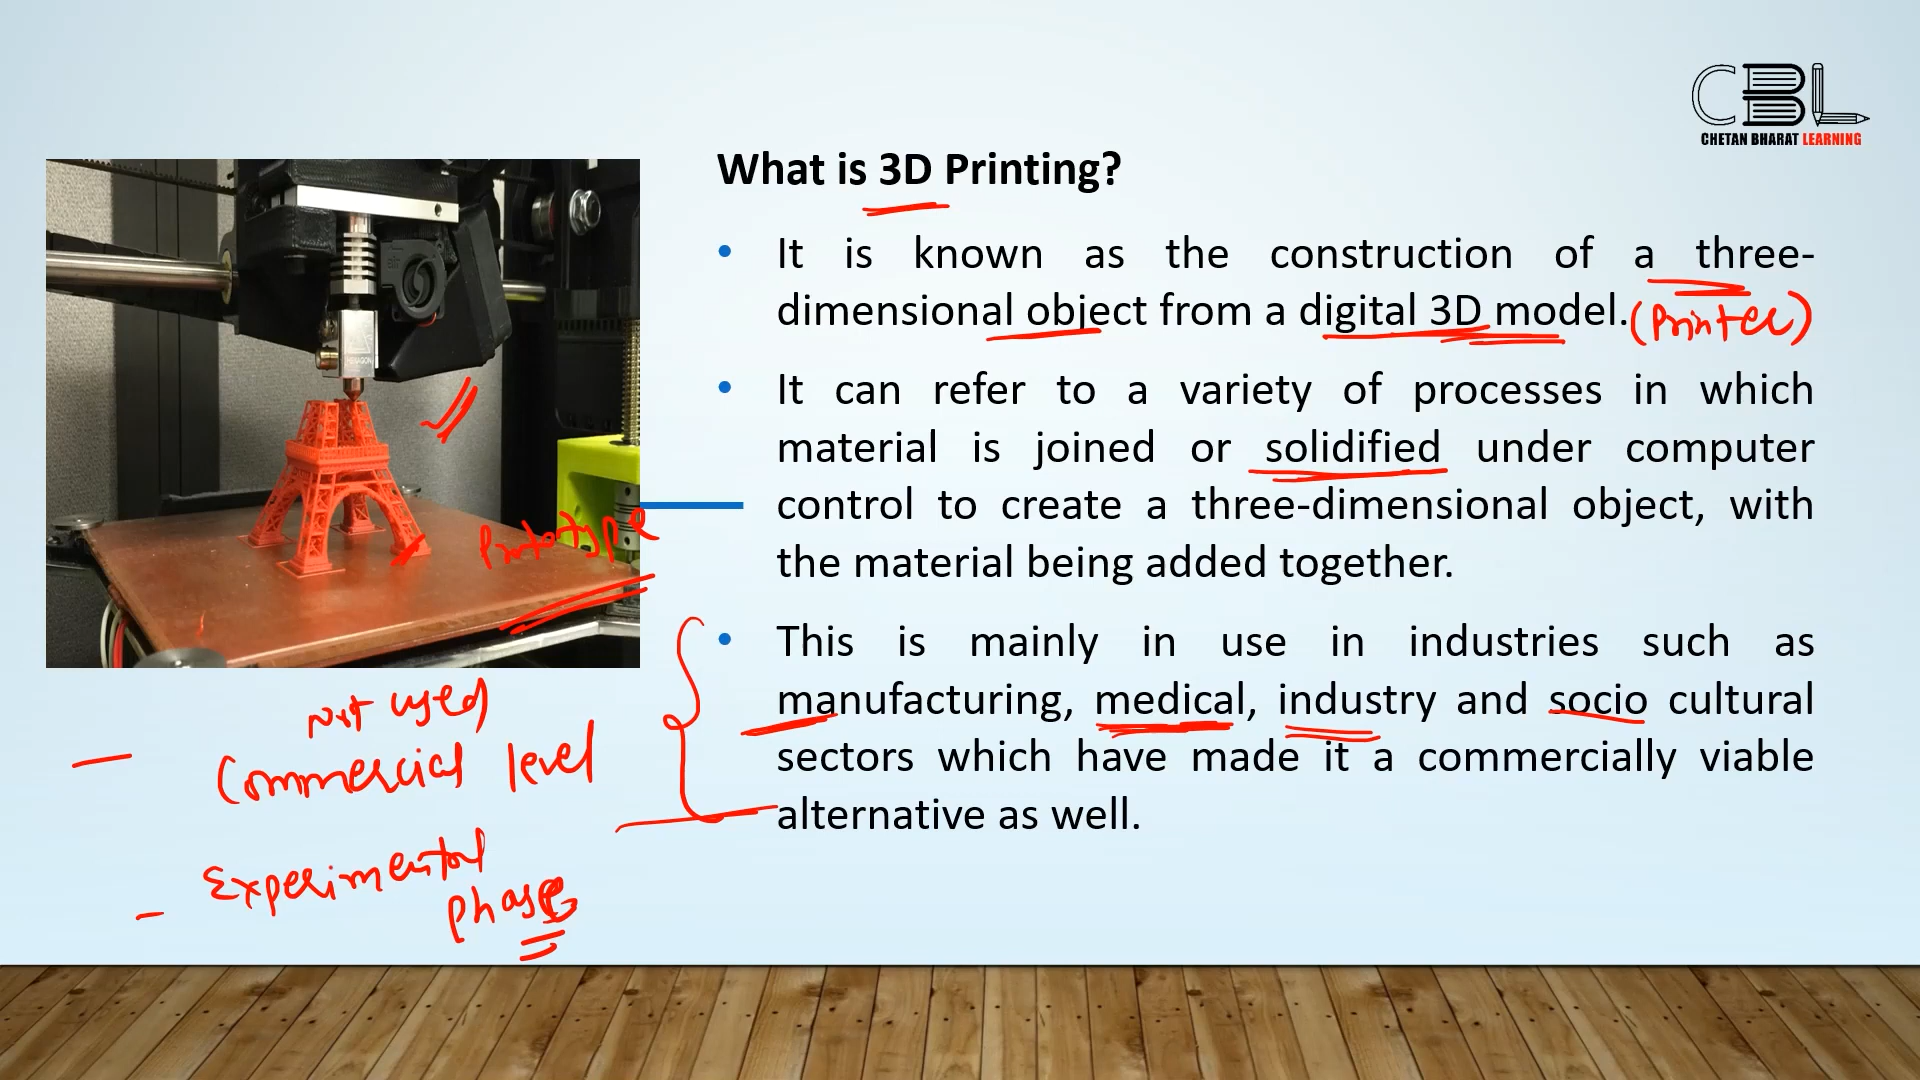 CBL
CHETAN BHARAT LEARNING
What is 3D Printing?
• It is known as the construction of a three-
dimensional object from a digital 3D model. (Printer)
• It can refer to a variety of processes in which
material is joined or solidified under computer
control to create a three-dimensional object, with
the material being added together.
• This is mainly in use in industries such as
manufacturing, medical, industry and socio cultural
sectors which have made it a commercially viable
alternative as well.
Prototype
Not used
Commercial level
Experimental
phase